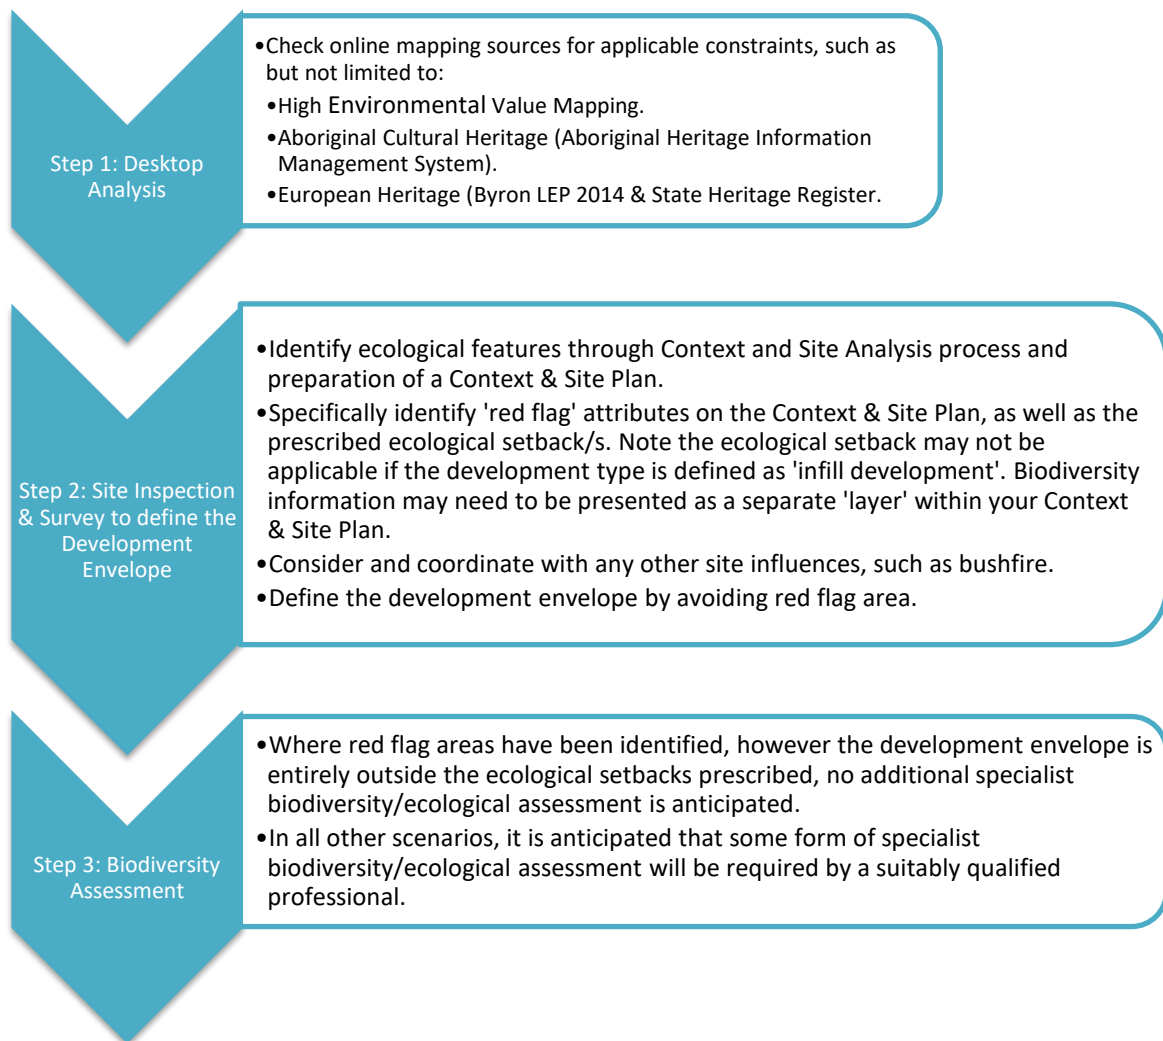 Step 1: Desktop
Analysis
•Check online mapping sources for applicable constraints, such as
but not limited to:
•High Environmental Value Mapping.
•Aboriginal Cultural Heritage (Aboriginal Heritage Information
Management System).
•European Heritage (Byron LEP 2014 & State Heritage Register.
Step 2: Site Inspection
& Survey to define the
Development
Envelope
•Identify ecological features through Context and Site Analysis process and
preparation of a Context & Site Plan.
•Specifically identify 'red flag' attributes on the Context & Site Plan, as well as the
prescribed ecological setback/s. Note the ecological setback may not be
applicable if the development type is defined as 'infill development'. Biodiversity
information may need to be presented as a separate 'layer' within your Context
& Site Plan.
•Consider and coordinate with any other site influences, such as bushfire.
•Define the development envelope by avoiding red flag area.
Step 3: Biodiversity
Assessment
•Where red flag areas have been identified, however the development envelope is
entirely outside the ecological setbacks prescribed, no additional specialist
biodiversity/ecological assessment is anticipated.
•In all other scenarios, it is anticipated that some form of specialist
biodiversity/ecological assessment will be required by a suitably qualified
professional.